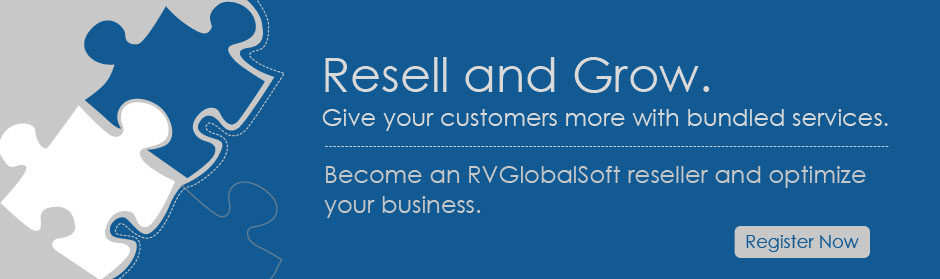 Resell and Grow.
Give your customers more with bundled services.
Become an RVGlobalSoft reseller and optimize
your business.
Register Now